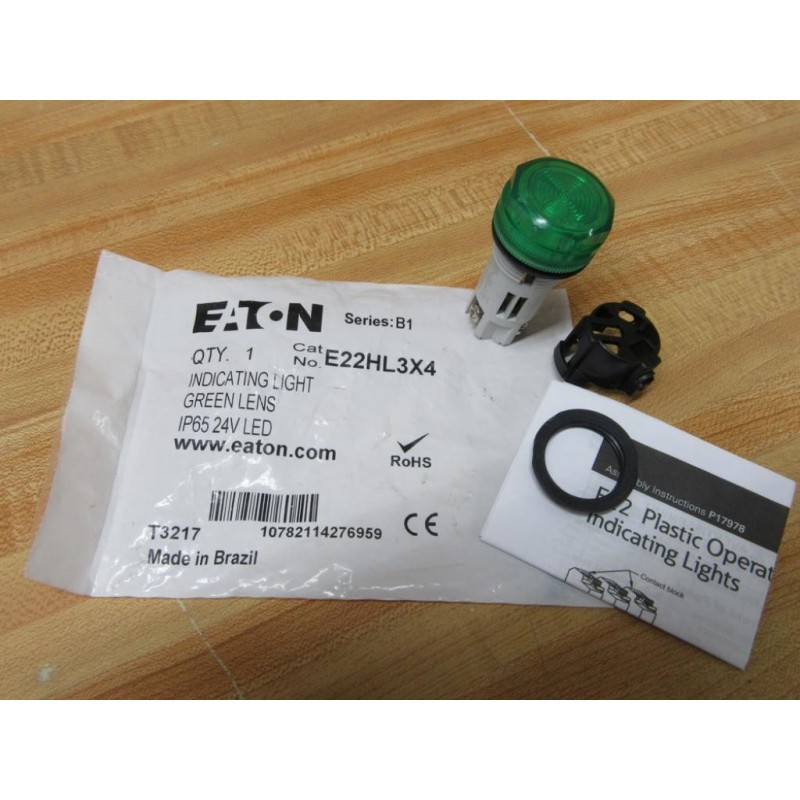 EATON Series:B1
QTY. 1 Cat No. E22HL3X4
INDICATING LIGHT
GREEN LENS
IP65 24V LED
www.eaton.com
RoHS
T3217 10782114276959 CE
Made in Brazil
Assembly Instructions P17978
Plastic Operat
Indicating Lights
Contact block